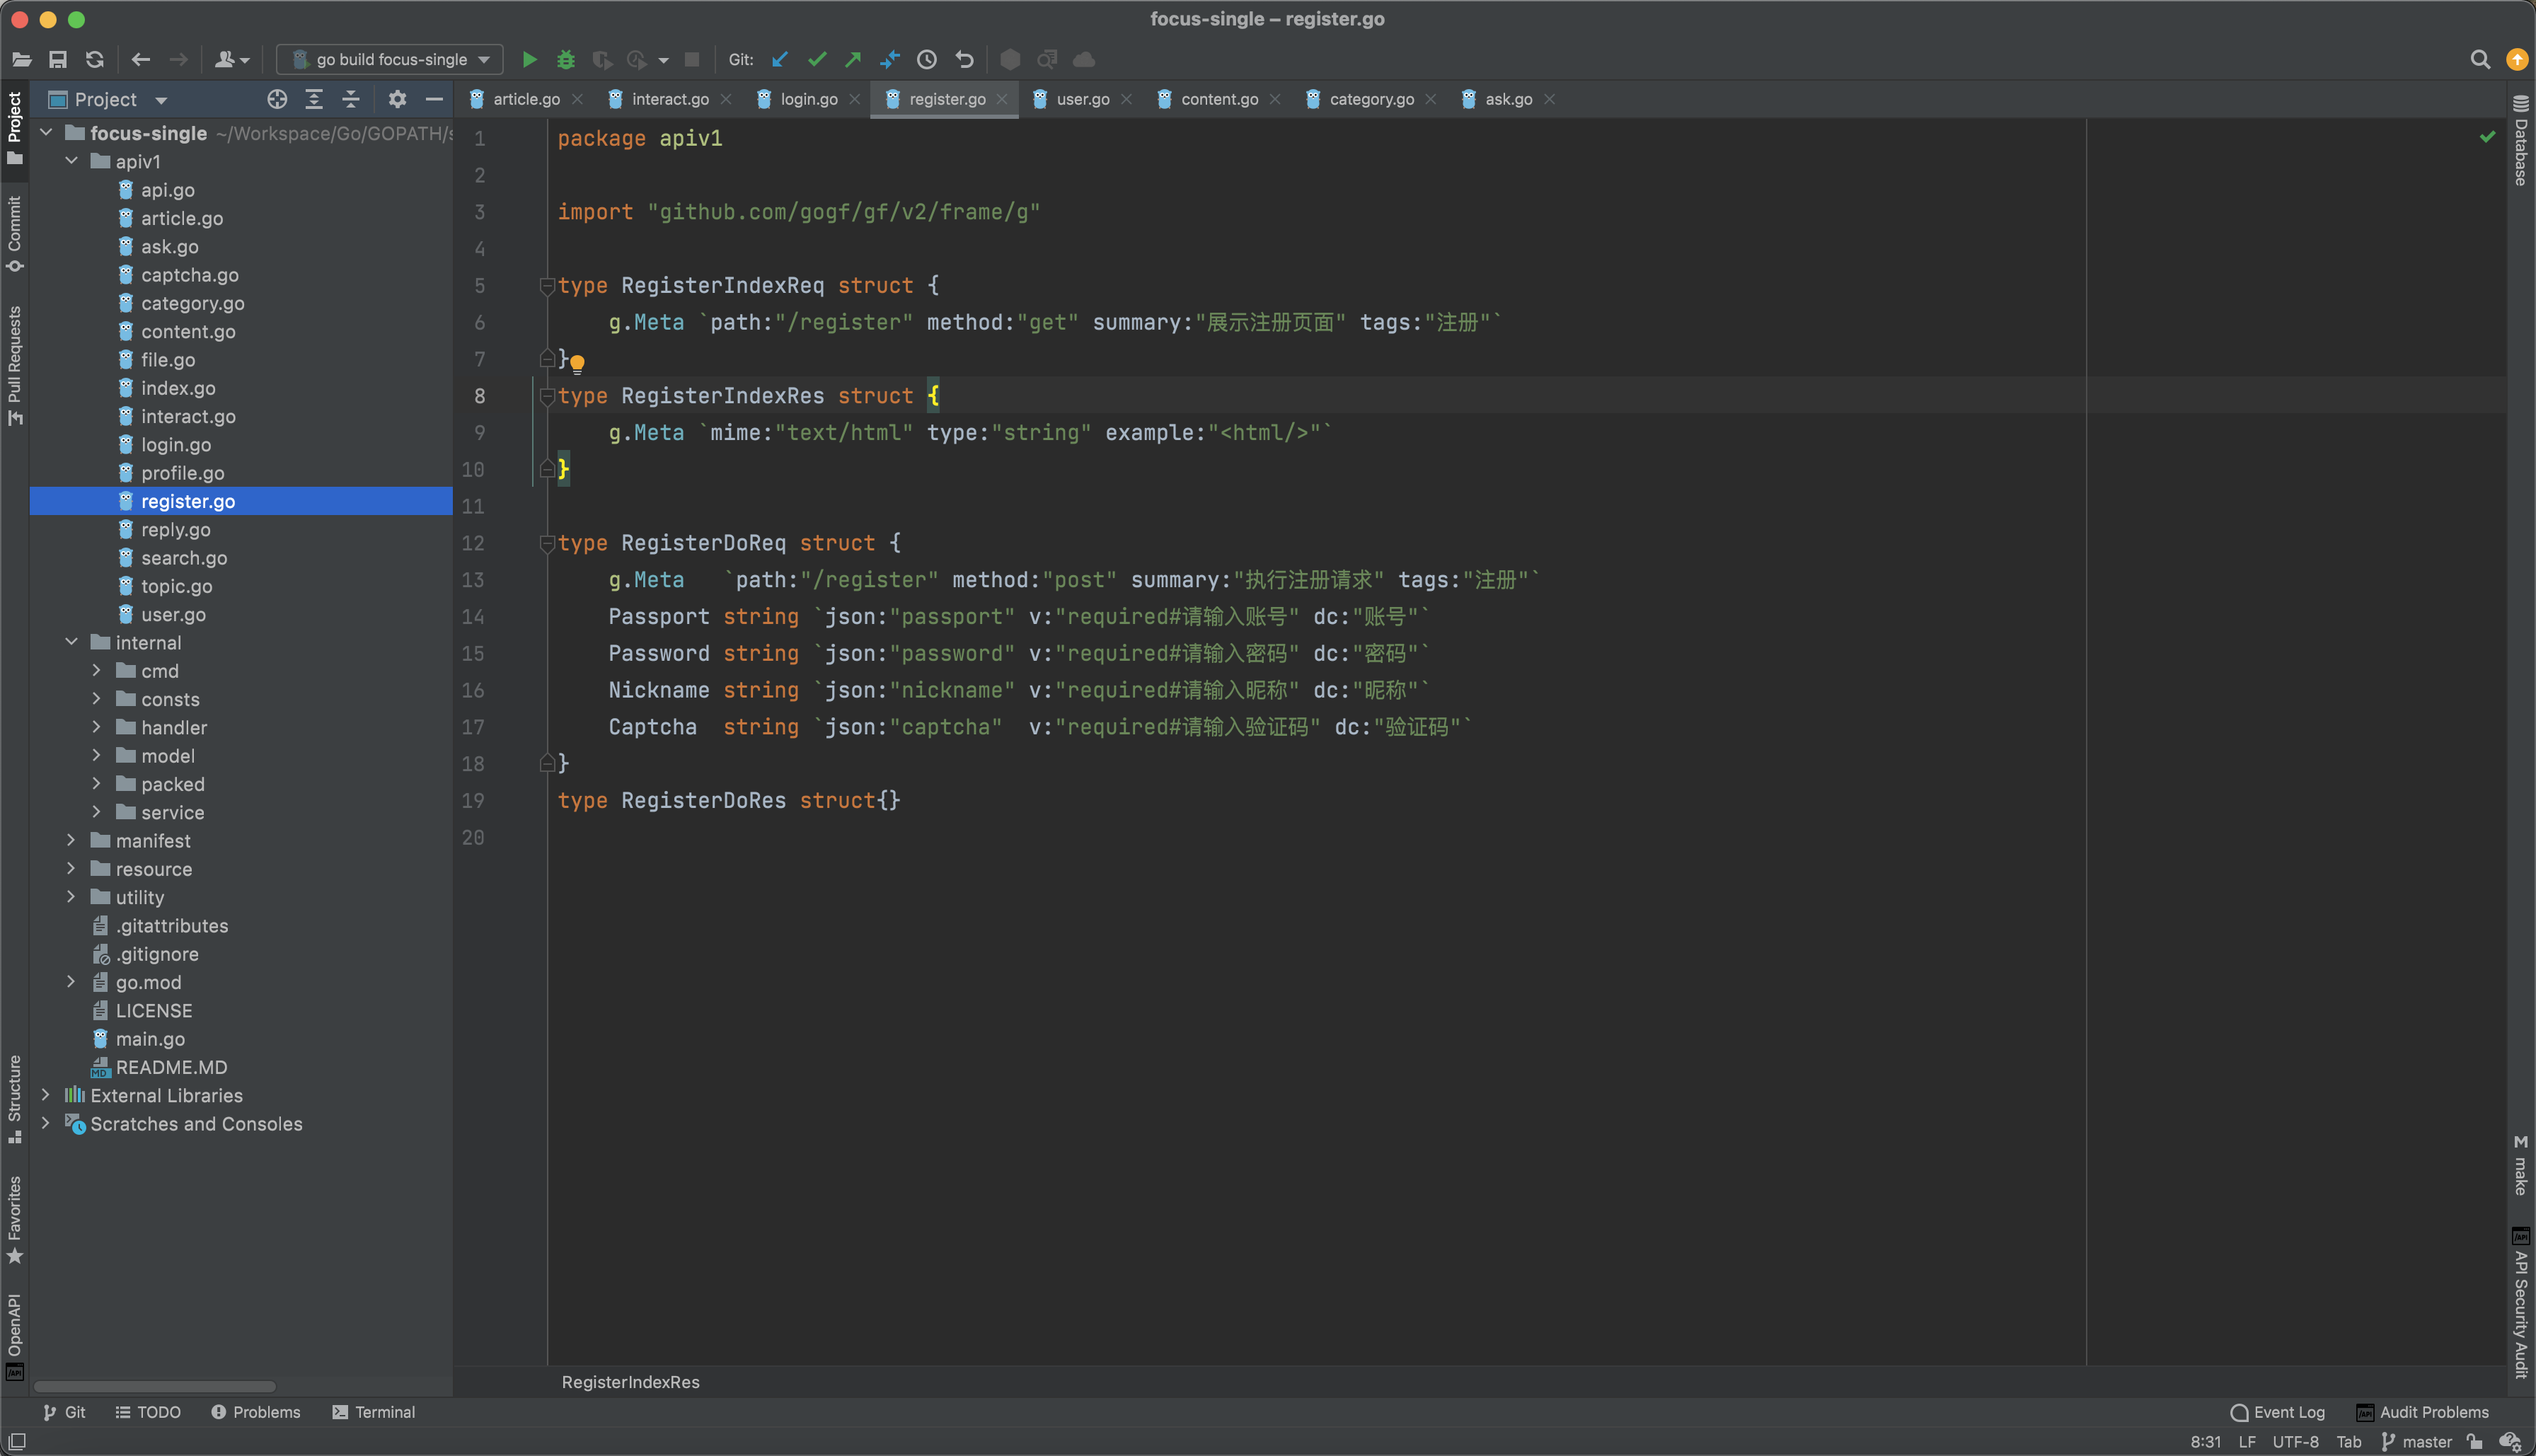 focus-single – register.go
go build focus-single
Git:
Project
article.go
interact.go
login.go
register.go
user.go
content.go
category.go
ask.go
Project
Commit
Pull Requests
Structure
Favorites
OpenAPI
focus-single ~/Workspace/Go/GOPATH/s
apiv1
api.go
article.go
ask.go
captcha.go
category.go
content.go
file.go
index.go
interact.go
login.go
profile.go
register.go
reply.go
search.go
topic.go
user.go
internal
cmd
consts
handler
model
packed
service
manifest
resource
utility
.gitattributes
.gitignore
go.mod
LICENSE
main.go
README.MD
External Libraries
Scratches and Consoles
1 package apiv1
2
3 import "github.com/gogf/gf/v2/frame/g"
4
5 type RegisterIndexReq struct {
6 g.Meta `path:"/register" method:"get" summary:"展示注册页面" tags:"注册"`
7 }
8 type RegisterIndexRes struct {
9 g.Meta `mime:"text/html" type:"string" example:"<html/>"`
10 }
11
12 type RegisterDoReq struct {
13 g.Meta   `path:"/register" method:"post" summary:"执行注册请求" tags:"注册"`
14 Passport string `json:"passport" v:"required#请输入账号" dc:"账号"`
15 Password string `json:"password" v:"required#请输入密码" dc:"密码"`
16 Nickname string `json:"nickname" v:"required#请输入昵称" dc:"昵称"`
17 Captcha  string `json:"captcha"  v:"required#请输入验证码" dc:"验证码"`
18 }
19 type RegisterDoRes struct{}
20
RegisterIndexRes
Database
M make
API Security Audit
Git
TODO
Problems
Terminal
Event Log
Audit Problems
8:31 LF UTF-8 Tab master